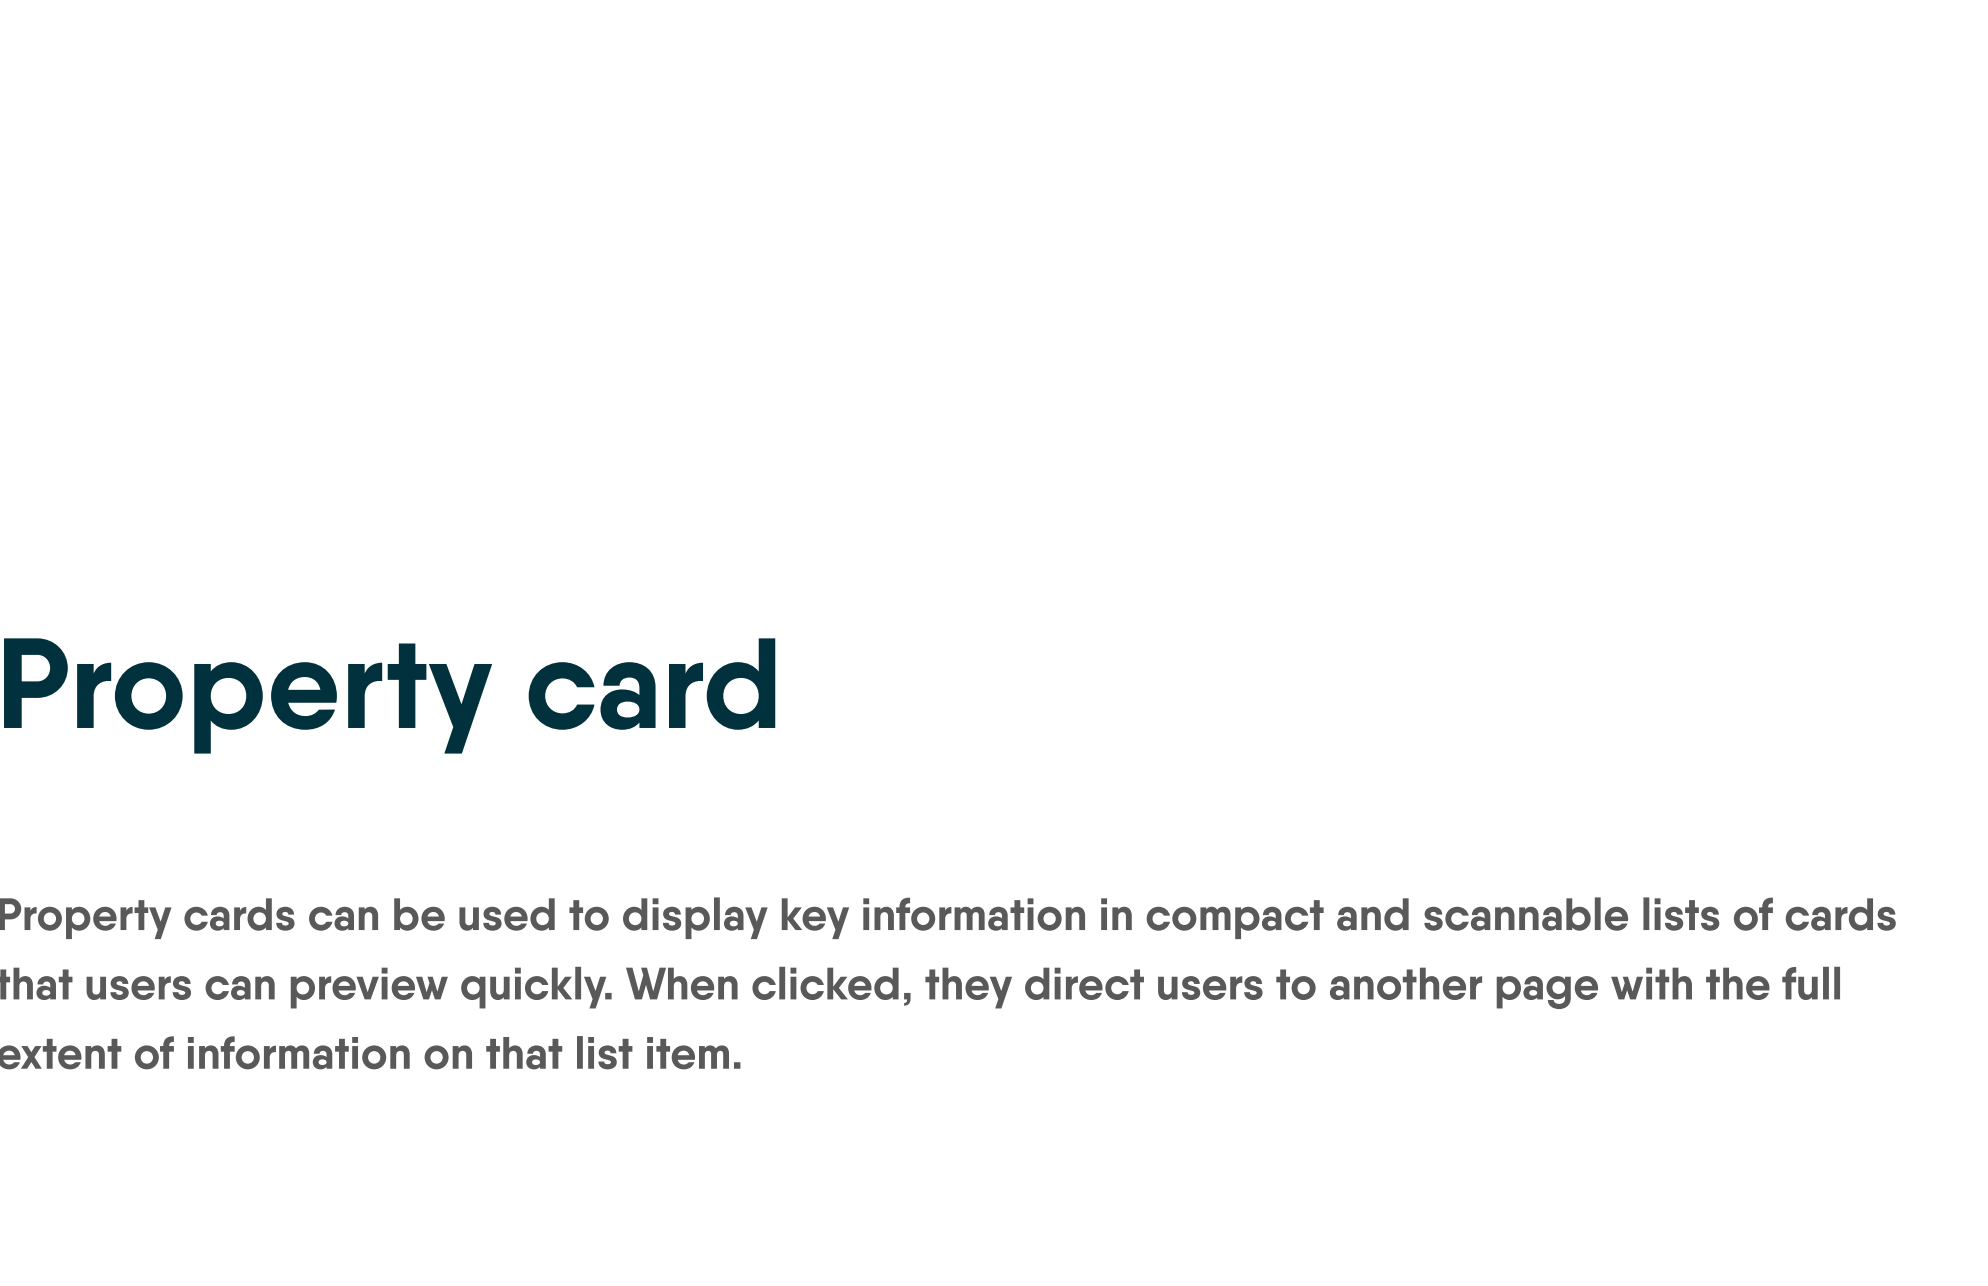 Property card
Property cards can be used to display key information in compact and scannable lists of cards
that users can preview quickly. When clicked, they direct users to another page with the full
extent of information on that list item.